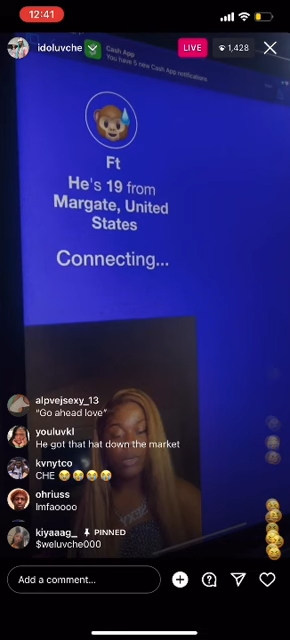 12:41
idoluvche
LIVE
1,428
Cash App
You have 5 new Cash App notifications
Ft
He's 19 from
Margate, United
States
Connecting...
alpvejsexy_13
"Go ahead love"
youluvkl
He got that hat down the market
kvnytco
CHE 😭😭😭😭
ohriuss
lmfaoooo
kiyaaag_ PINNED
$weluvche000
Add a comment...